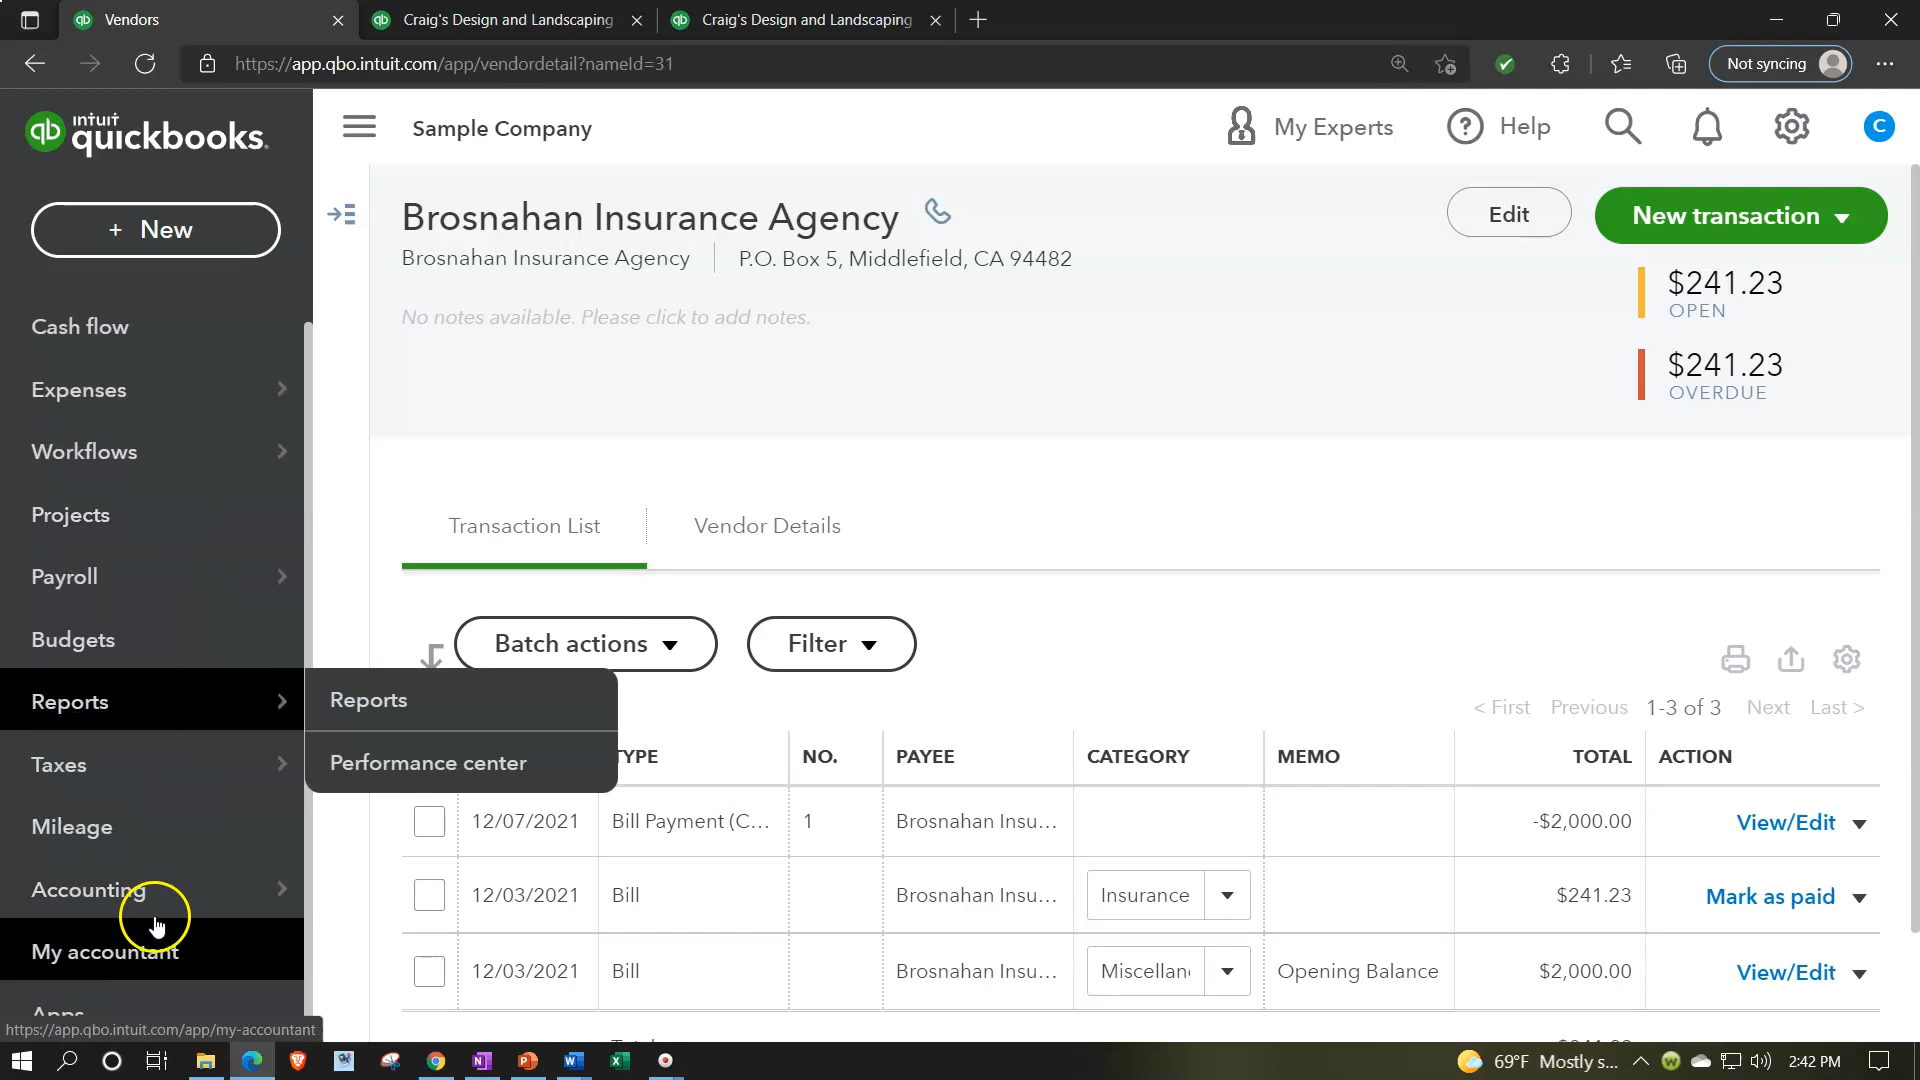 Vendors
Craig's Design and Landscaping
Craig's Design and Landscaping
https://app.qbo.intuit.com/app/vendordetail?nameId=31
Not syncing
intuit
quickbooks.
Sample Company
My Experts
Help
C
+ New
Cash flow
Expenses
Workflows
Projects
Payroll
Budgets
Reports
Taxes
Mileage
Accounting
My accountant
Apps
Reports
Performance center
Brosnahan Insurance Agency
Brosnahan Insurance Agency
P.O. Box 5, Middlefield, CA 94482
No notes available. Please click to add notes.
Edit
New transaction
$241.23
OPEN
$241.23
OVERDUE
Transaction List
Vendor Details
Batch actions
Filter
< First Previous 1-3 of 3 Next Last >
TYPE NO. PAYEE CATEGORY MEMO TOTAL ACTION
12/07/2021 Bill Payment (C... 1 Brosnahan Insu... -$2,000.00 View/Edit
12/03/2021 Bill Brosnahan Insu... Insurance $241.23 Mark as paid
12/03/2021 Bill Brosnahan Insu... Miscellan Opening Balance $2,000.00 View/Edit
https://app.qbo.intuit.com/app/my-accountant
69°F Mostly s...
2:42 PM